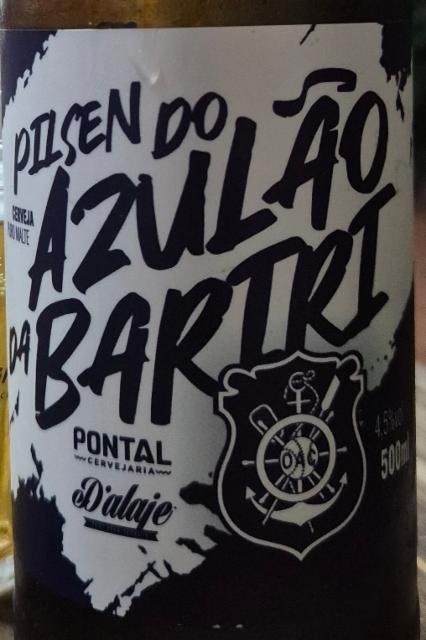 PILSEN DO
AZULÃO
CERVEJA
PURO MALTE
DA BARIRI
PONTAL
CERVEJARIA
D'alaje
4,5%vol
500ml